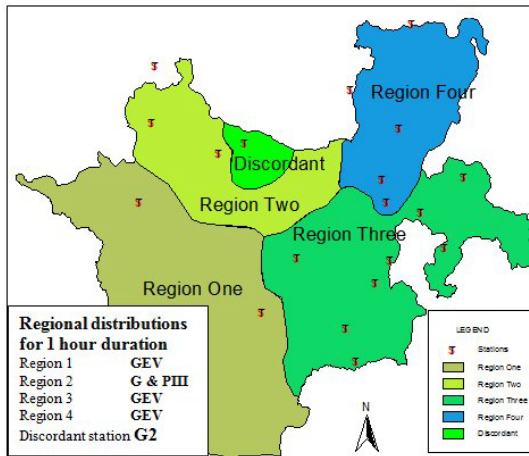 Region Four
Discordant
Region Two
Region Three
Region One
Regional distributions
for 1 hour duration
Region 1 GEV
Region 2 G & PIII
Region 3 GEV
Region 4 GEV
Discordant station G2
N
LEGEND
Stations
Region One
Region Two
Region Three
Region Four
Discordant